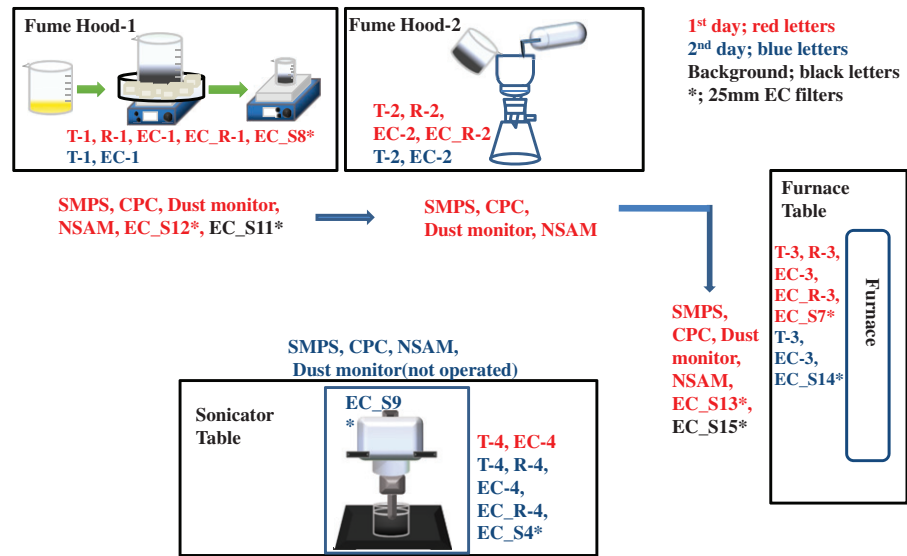 Fume Hood-1
T-1, R-1, EC-1, EC_R-1, EC_S8*
T-1, EC-1
Fume Hood-2
T-2, R-2,
EC-2, EC_R-2
T-2, EC-2
1st day; red letters
2nd day; blue letters
Background; black letters
*; 25mm EC filters
SMPS, CPC, Dust monitor,
NSAM, EC_S12*, EC_S11*
SMPS, CPC,
Dust monitor, NSAM
SMPS,
CPC, Dust
monitor,
NSAM,
EC_S13*,
EC_S15*
Furnace
Table
T-3, R-3,
EC-3,
EC_R-3,
EC_S7*
T-3,
EC-3,
EC_S14*
Furnace
SMPS, CPC, NSAM,
Dust monitor(not operated)
Sonicator
Table
EC_S9
*
T-4, EC-4
T-4, R-4,
EC-4,
EC_R-4,
EC_S4*